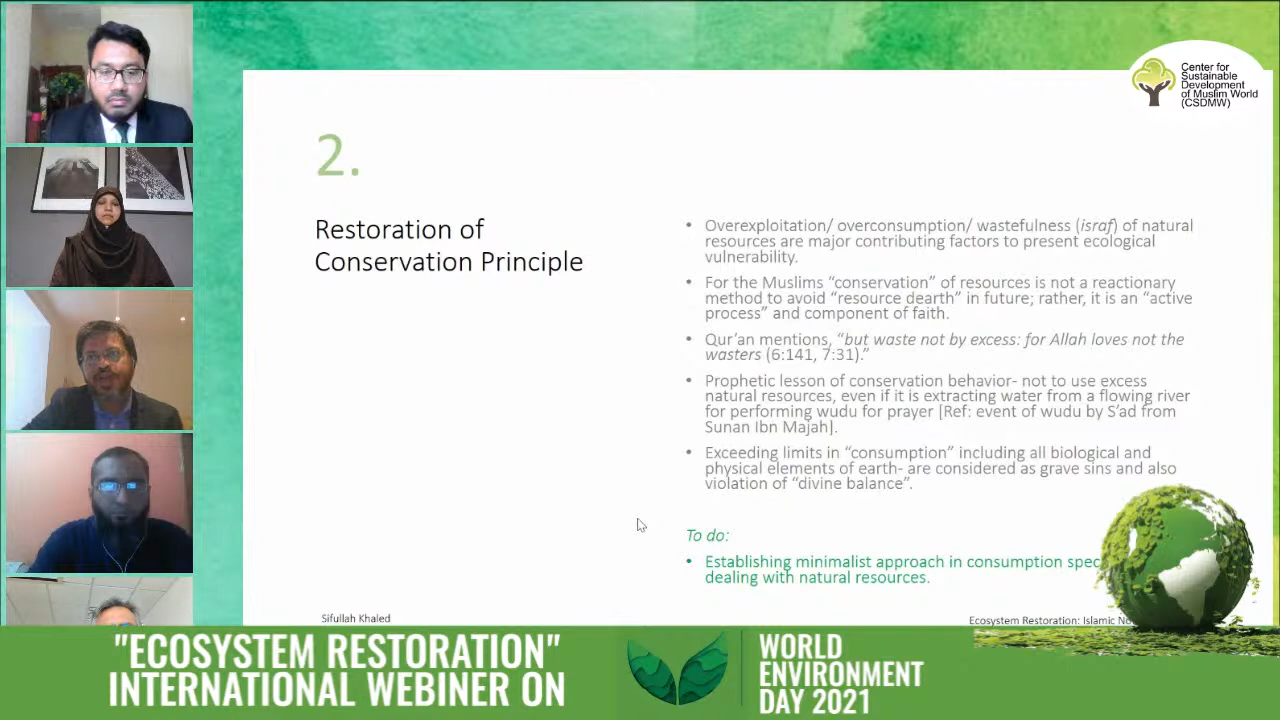 Center for
Sustainable
Development
of Muslim World
(CSDMW)
2.
Restoration of
Conservation Principle
• Overexploitation/ overconsumption/ wastefulness (israf) of natural
resources are major contributing factors to present ecological
vulnerability.
• For the Muslims “conservation” of resources is not a reactionary
method to avoid “resource dearth” in future; rather, it is an “active
process” and component of faith.
• Qur’an mentions, “but waste not by excess: for Allah loves not the
wasters (6:141, 7:31).”
• Prophetic lesson of conservation behavior- not to use excess
natural resources, even if it is extracting water from a flowing river
for performing wudu for prayer [Ref: event of wudu by S’ad from
Sunan Ibn Majah].
• Exceeding limits in “consumption” including all biological and
physical elements of earth- are considered as grave sins and also
violation of “divine balance”.
To do:
• Establishing minimalist approach in consumption
dealing with natural resources.
Sifullah Khaled
Ecosystem Restoration: Islamic
"ECOSYSTEM RESTORATION"
INTERNATIONAL WEBINER ON
WORLD
ENVIRONMENT
DAY 2021